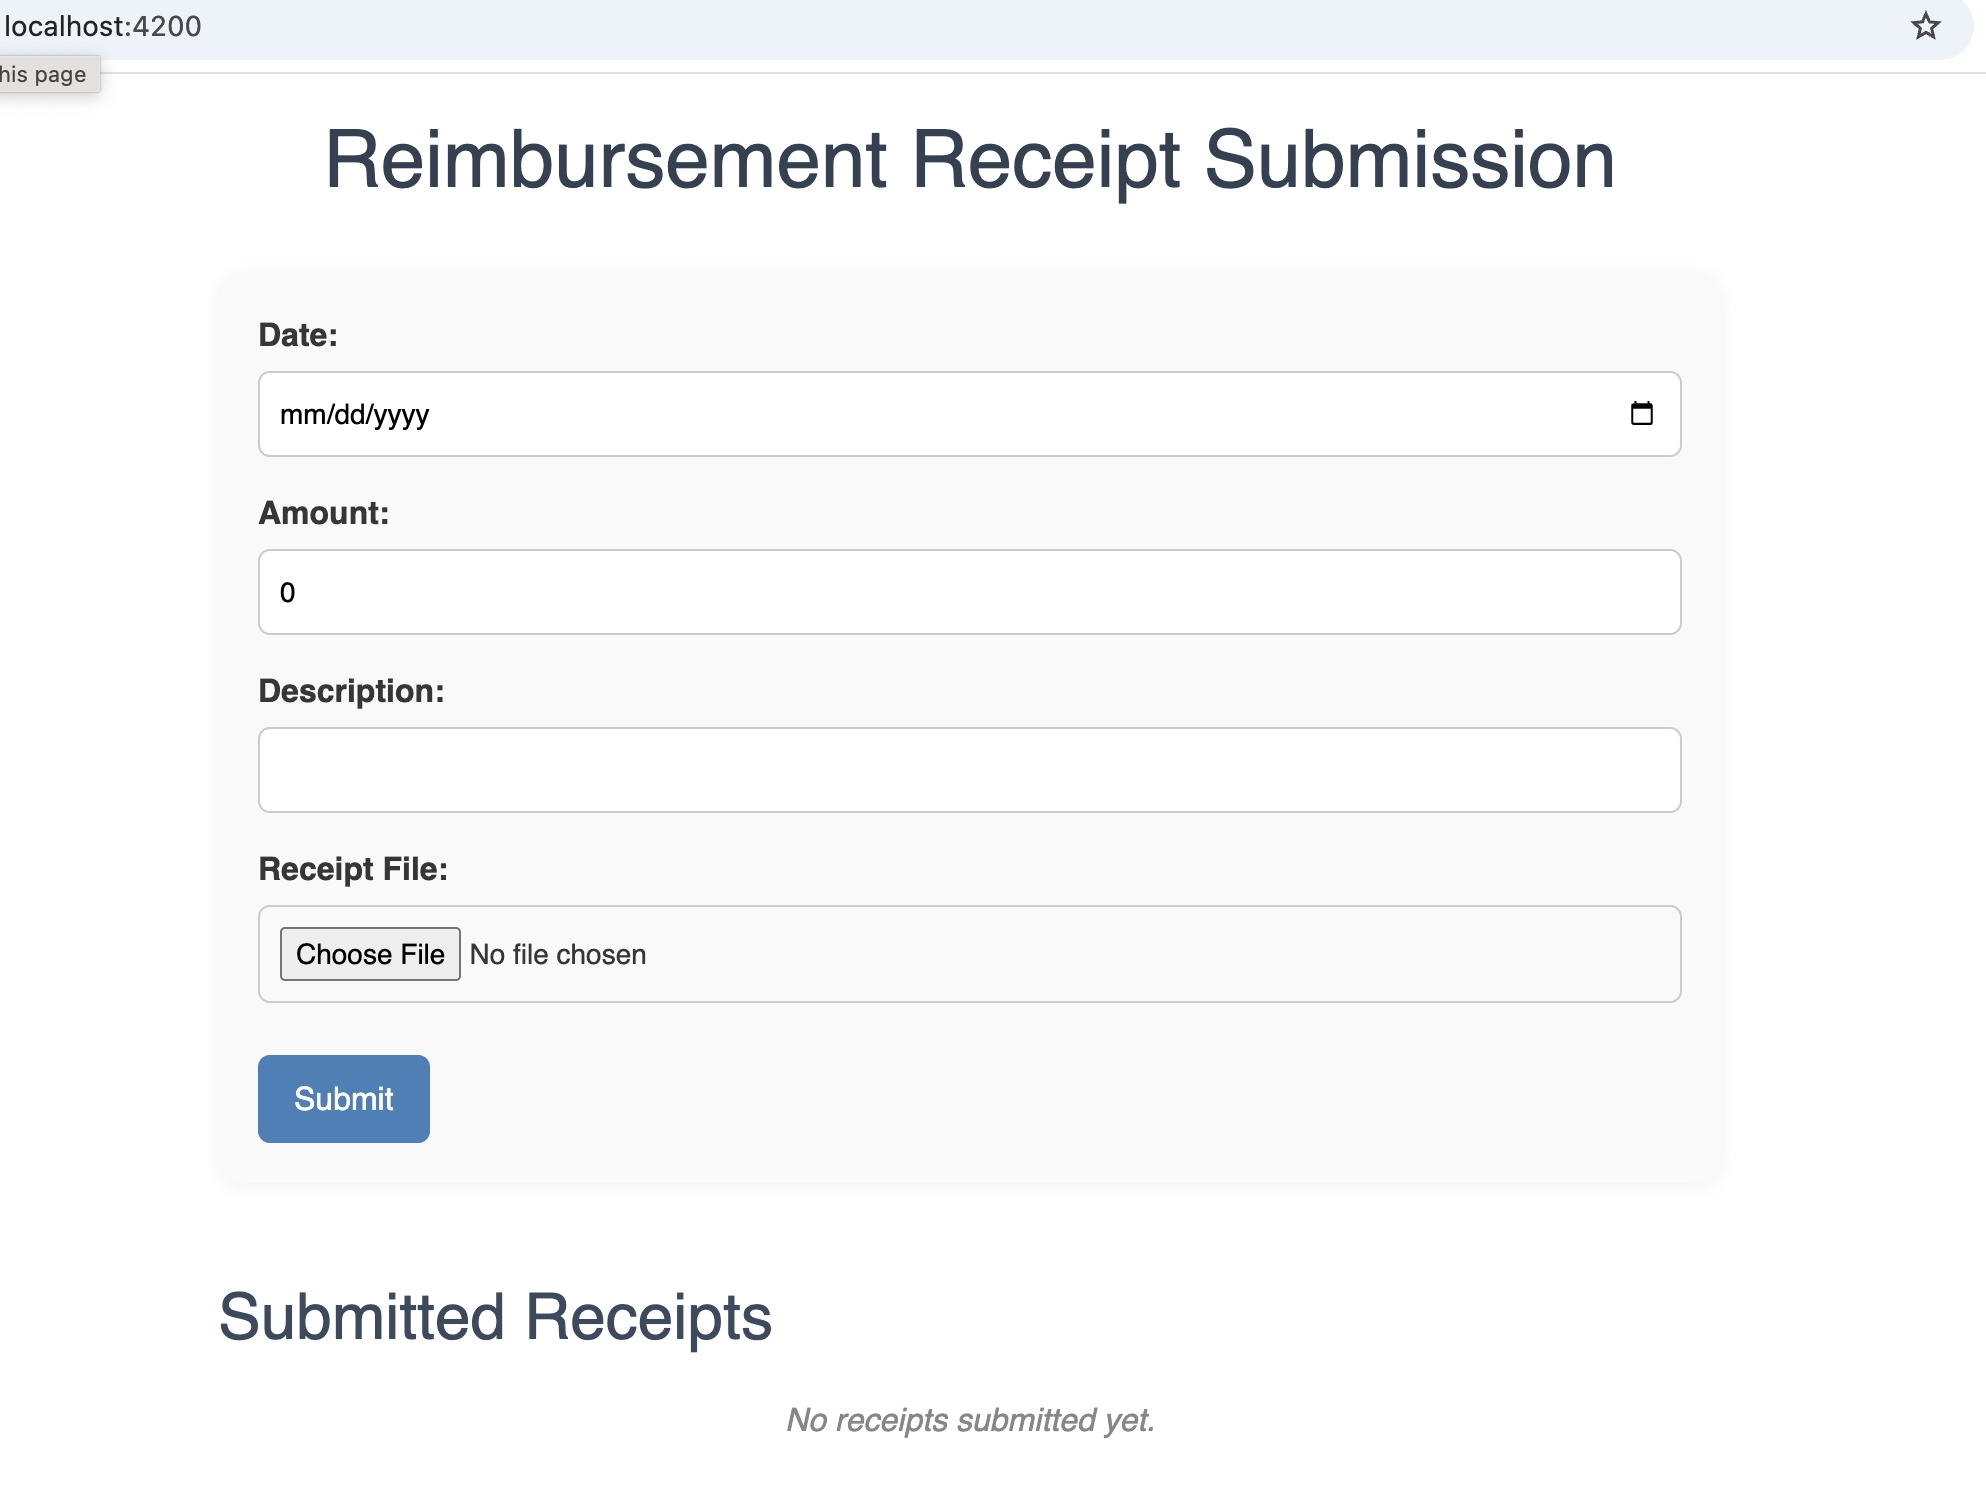 localhost:4200
his page
Reimbursement Receipt Submission
Date:
mm/dd/yyyy
Amount:
0
Description:
Receipt File:
Choose File No file chosen
Submit
Submitted Receipts
No receipts submitted yet.